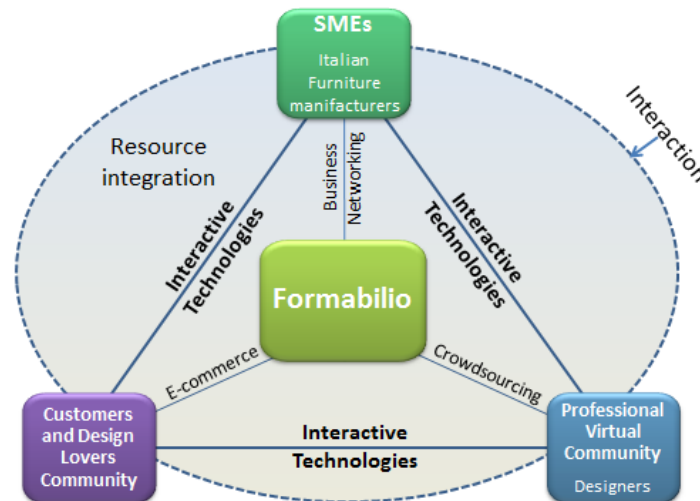 SMEs
Italian
Furniture
manifacturers
Interaction
Resource
integration
Business
Networking
Interactive
Technologies
Interactive
Technologies
Formabilio
E-commerce
Crowdsourcing
Customers
and Design
Lovers
Community
Interactive
Technologies
Professional
Virtual
Community
Designers